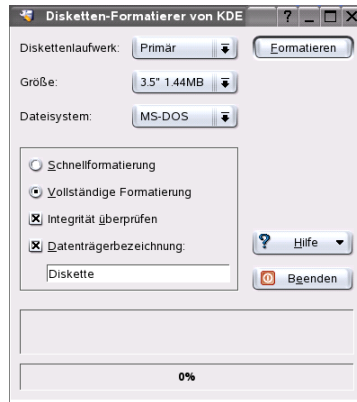 Disketten-Formatierer von KDE
Diskettenlaufwerk: Primär Formatieren
Größe: 3.5" 1.44MB
Dateisystem: MS-DOS
Schnellformatierung
Vollständige Formatierung
Integrität überprüfen
Datenträgerbezeichnung:
Diskette
? Hilfe
Beenden
0%